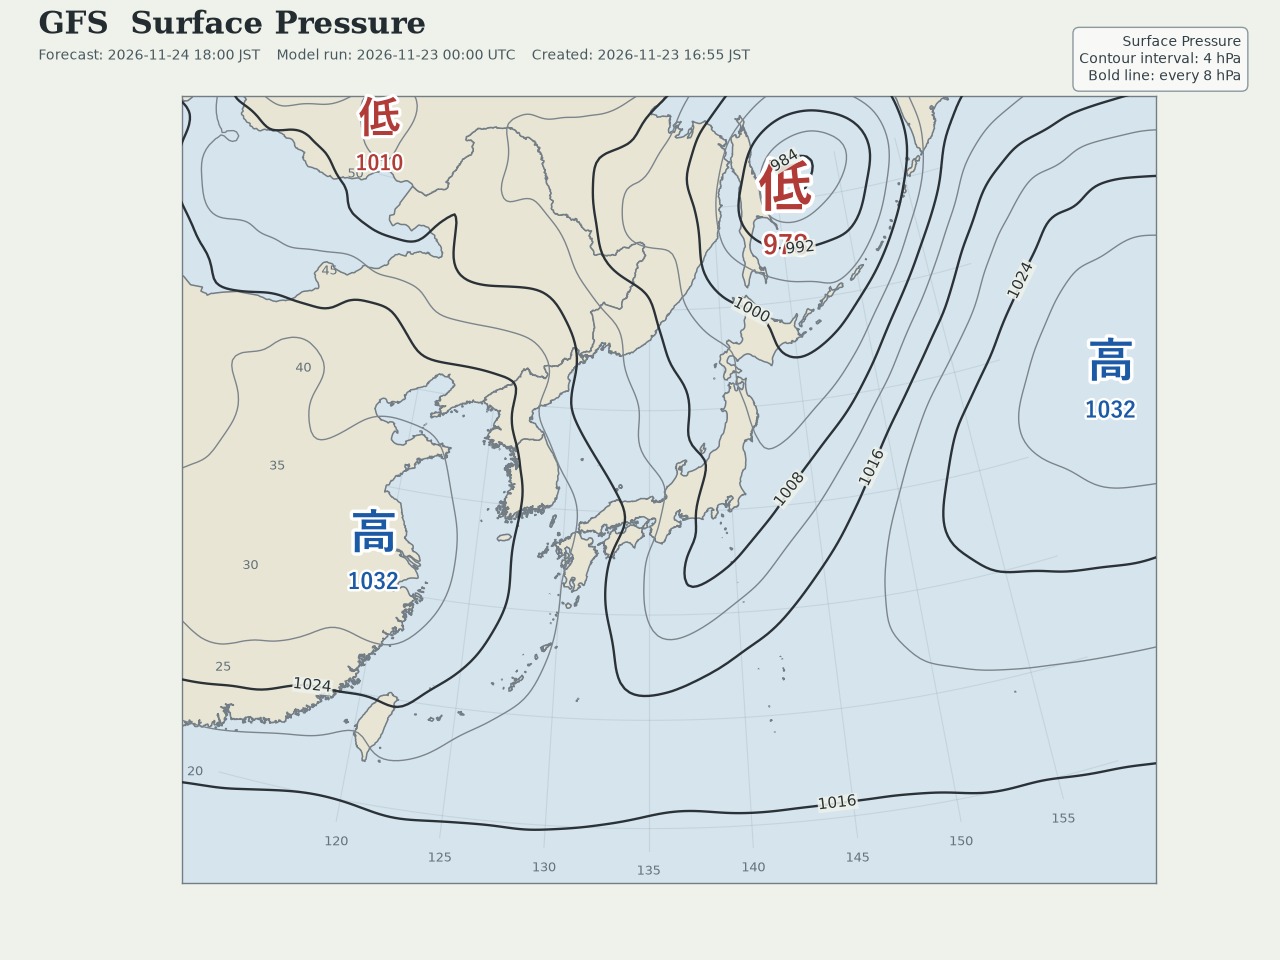 GFS  Surface Pressure
Forecast: 2026-11-24 18:00 JST    Model run: 2026-11-23 00:00 UTC    Created: 2026-11-23 16:55 JST
Surface Pressure
Contour interval: 4 hPa
Bold line: every 8 hPa
低
1010
50
984
低
992
45
1024
1000
高
1032
40
35
1016
1008
高
1032
30
25
1024
20
1016
155
120
150
145
125
140
130
135